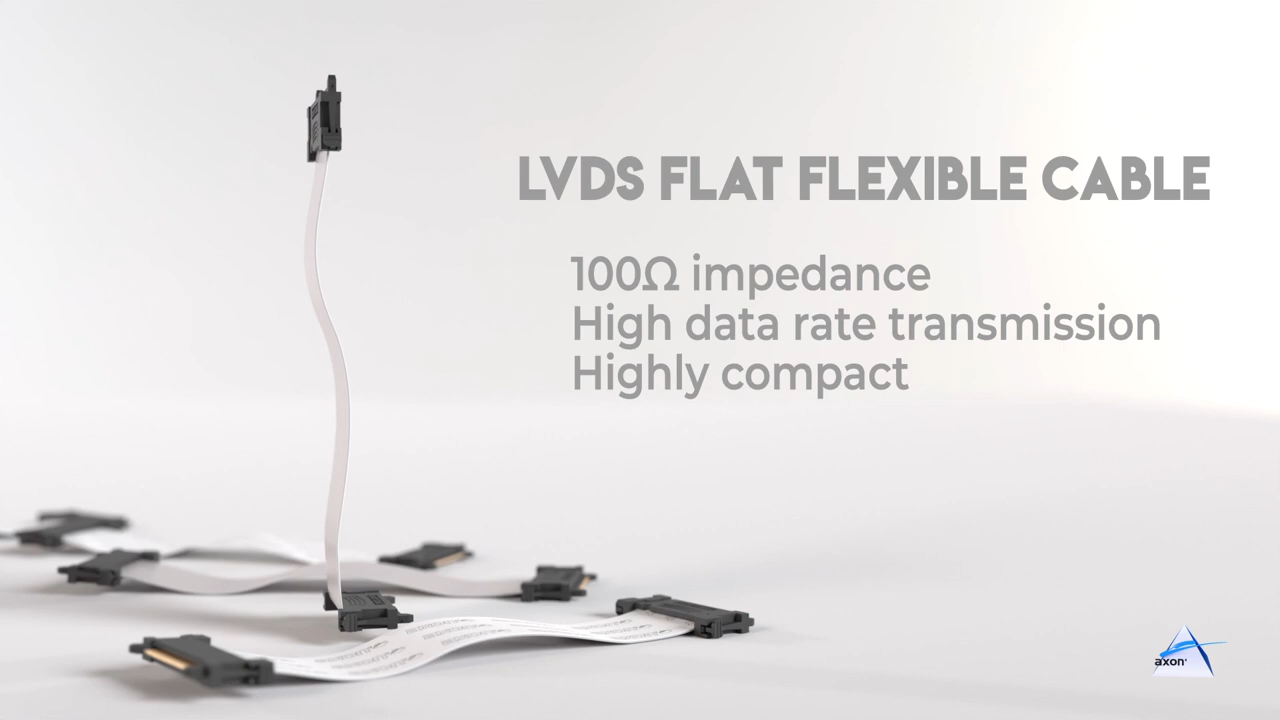 LVDS FLAT FLEXIBLE CABLE
100Ω impedance
High data rate transmission
Highly compact
axon'